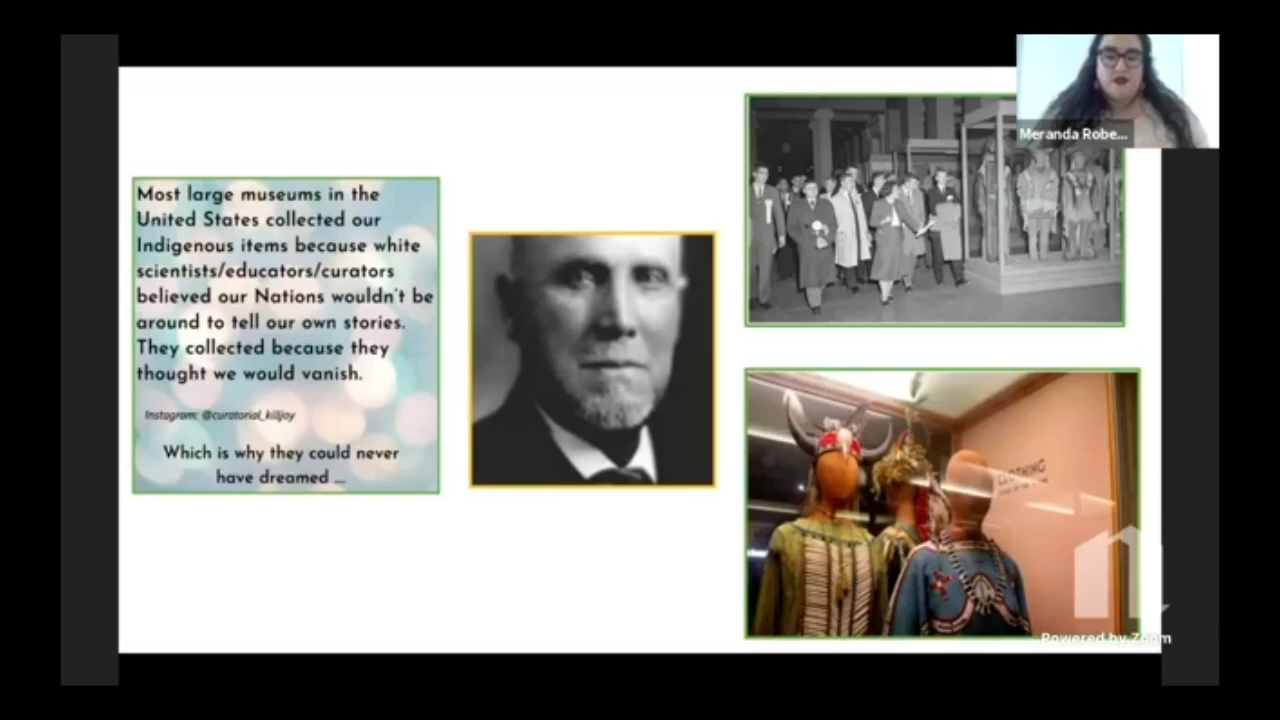 Most large museums in the
United States collected our
Indigenous items because white
scientists/educators/curators
believed our Nations wouldn't be
around to tell our own stories.
They collected because they
thought we would vanish.
Instagram: @curatorial_killjoy
Which is why they could never
have dreamed ...
Meranda Robe...
CLOTHING
Powered by Zoom